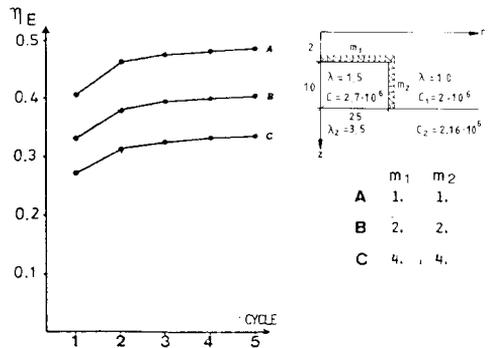 ηE
0.5
0.4
0.3
0.2
0.1
A
B
C
CYCLE
1 2 3 4 5
r
2
m₁
10
λ = 1.5
C = 2.7·10⁶
m₂
λ = 1.0
C₁ = 2·10⁶
25
λ₂ = 3.5
C₂ = 2.16·10⁶
z
m₁ m₂
A 1. 1.
B 2. 2.
C 4. 4.